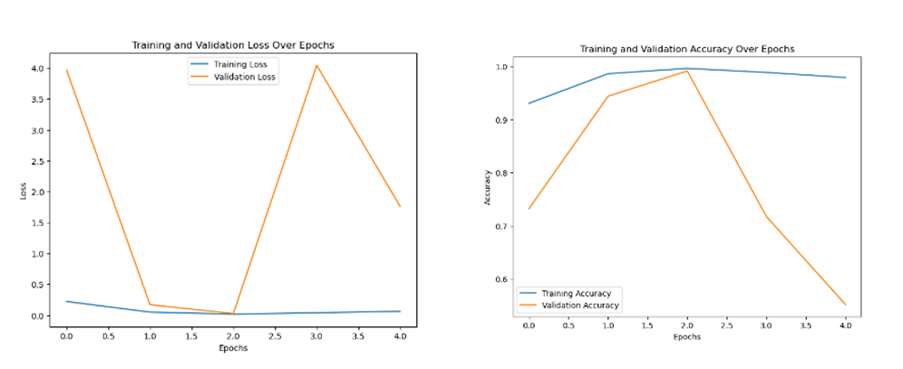 Training and Validation Loss Over Epochs
Training Loss
Validation Loss
4.0
3.5
3.0
2.5
2.0
1.5
1.0
0.5
0.0
Loss
0.0 0.5 1.0 1.5 2.0 2.5 3.0 3.5 4.0
Epochs
Training and Validation Accuracy Over Epochs
1.0
0.9
0.8
0.7
0.6
Accuracy
Training Accuracy
Validation Accuracy
0.0 0.5 1.0 1.5 2.0 2.5 3.0 3.5 4.0
Epochs